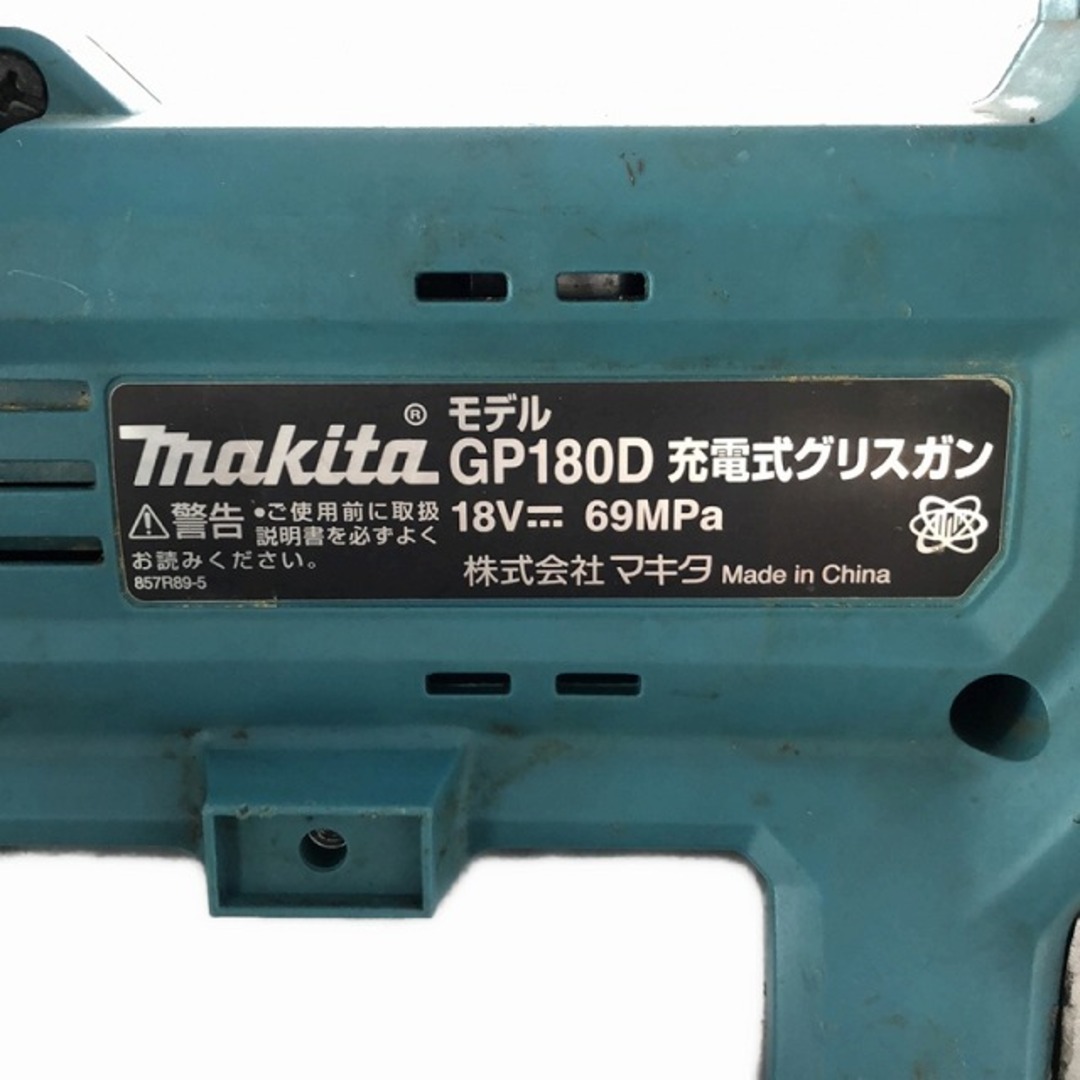 makita®
モデル
GP180D 充電式グリスガン
18V⎓ 69MPa
⚠警告 •ご使用前に取扱
説明書を必ずよく
お読みください。
857R89-5
株式会社マキタ Made in China